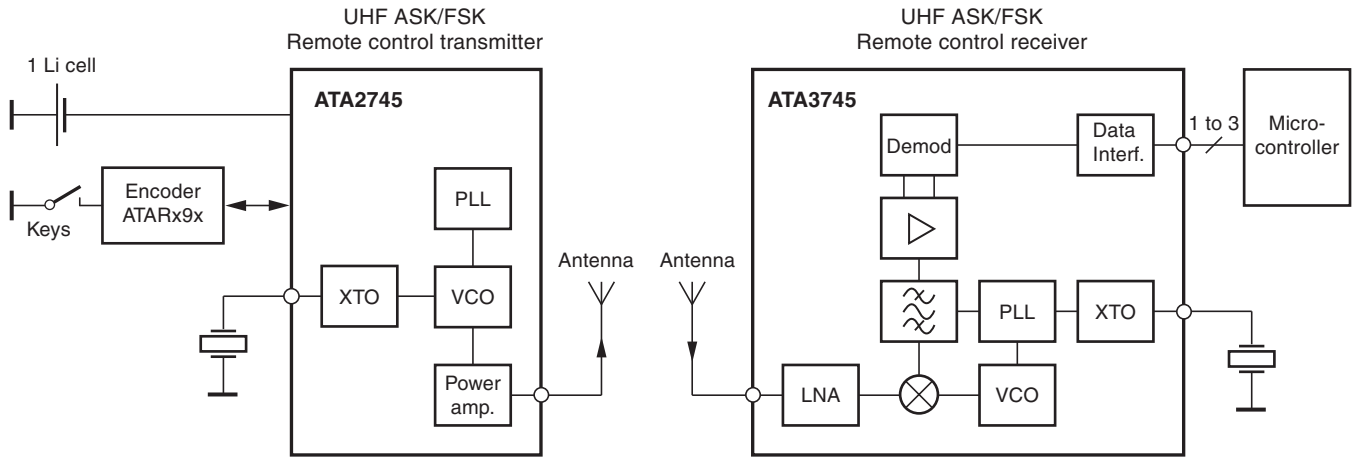 UHF ASK/FSK
Remote control transmitter
1 Li cell
ATA2745
Keys
Encoder
ATARx9x
PLL
XTO
VCO
Power
amp.
Antenna
UHF ASK/FSK
Remote control receiver
Antenna
ATA3745
Demod
Data
Interf.
1 to 3
Micro-
controller
PLL
XTO
LNA
VCO